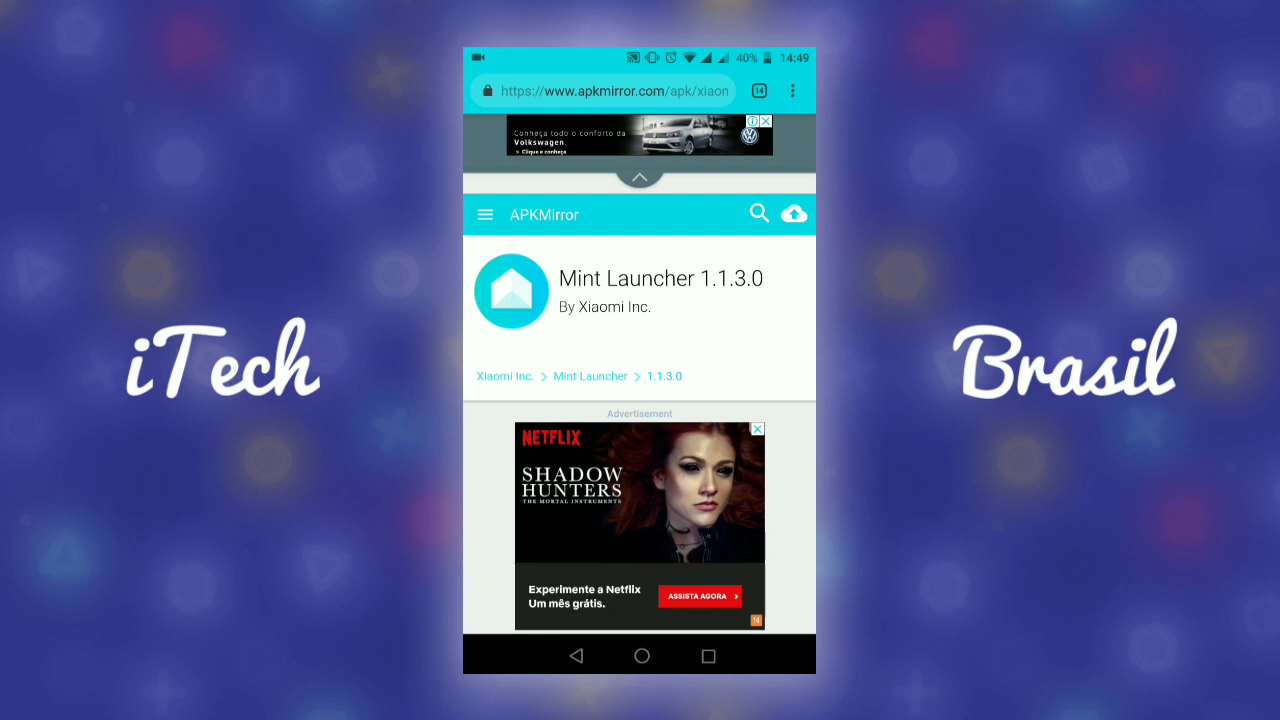 40% 14:49
https://www.apkmirror.com/apk/xiaon
14
Conheça todo o conforto da
Volkswagen.
> Clique e conheça
APKMirror
Mint Launcher 1.1.3.0
By Xiaomi Inc.
iTech
Brasil
Xiaomi Inc. > Mint Launcher > 1.1.3.0
Advertisement
NETFLIX
SHADOW
HUNTERS
THE MORTAL INSTRUMENTS
Experimente a Netflix
Um mês grátis.
ASSISTA AGORA >
14